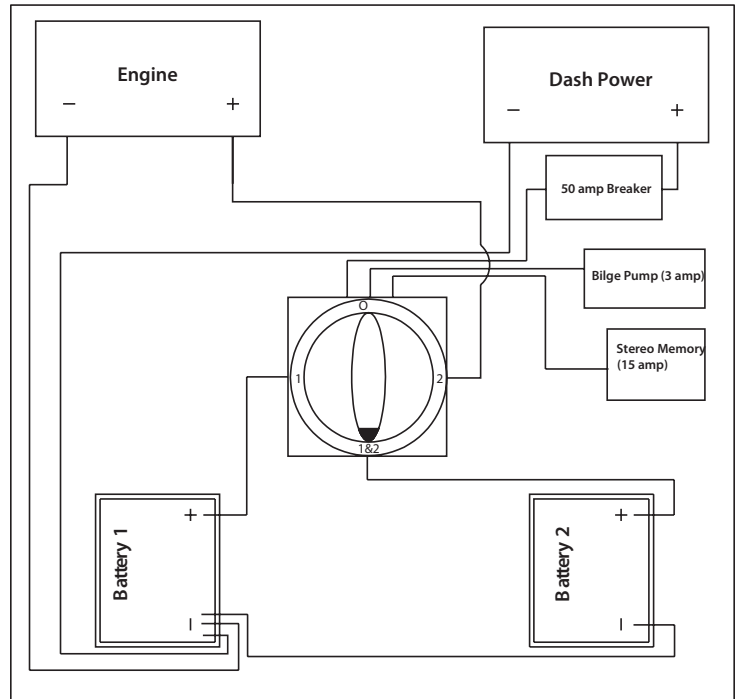 Engine
− +
Dash Power
− +
50 amp Breaker
Bilge Pump (3 amp)
Stereo Memory
(15 amp)
O
1
2
1&2
Battery 1
+
−
Battery 2
+
−